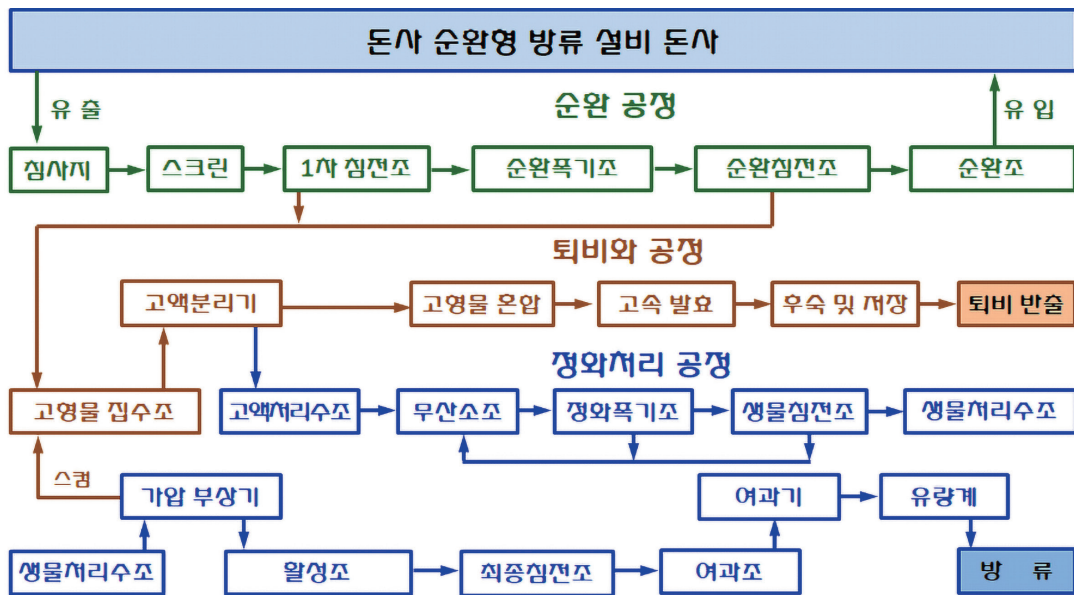 돈사 순환형 방류 설비 돈사
유 출
순환 공정
유 입
침사지
스크린
1차 침전조
순환폭기조
순환침전조
순환조
퇴비와 공정
고액분리기
고형물 혼합
고속 발효
후숙 및 저장
퇴비 반출
정화처리 공정
고형물 집수조
고액처리수조
무산소조
정화폭기조
생물침전조
생물처리수조
스컴
가압 부상기
여과기
유량계
생물처리수조
활성조
최종침전조
여과조
방 류